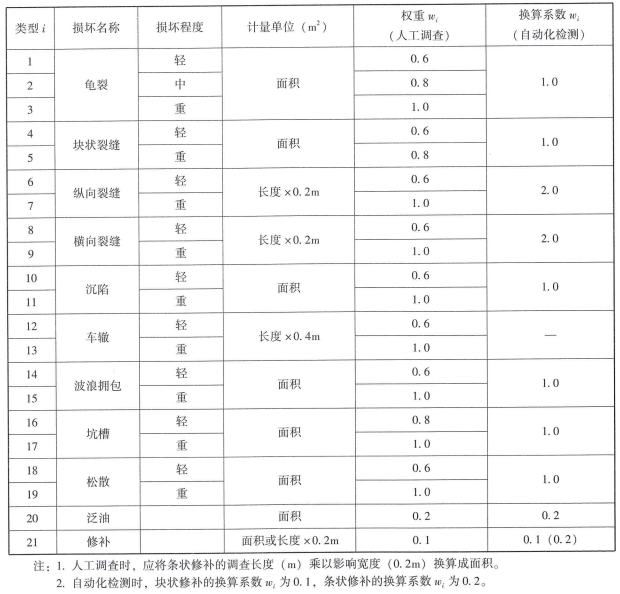 类型 i 损坏名称 损坏程度 计量单位（m²） 权重 wi（人工调查） 换算系数 wi（自动化检测）
1 龟裂 轻 面积 0.6 1.0
2 中 0.8
3 重 1.0
4 块状裂缝 轻 面积 0.6 1.0
5 重 0.8
6 纵向裂缝 轻 长度×0.2m 0.6 2.0
7 重 1.0
8 横向裂缝 轻 长度×0.2m 0.6 2.0
9 重 1.0
10 沉陷 轻 面积 0.6 1.0
11 重 1.0
12 车辙 轻 长度×0.4m 0.6 —
13 重 1.0
14 波浪拥包 轻 面积 0.6 1.0
15 重 1.0
16 坑槽 轻 面积 0.8 1.0
17 重 1.0
18 松散 轻 面积 0.6 1.0
19 重 1.0
20 泛油 面积 0.2 0.2
21 修补 面积或长度×0.2m 0.1 0.1（0.2）
注：1. 人工调查时，应将条状修补的调查长度（m）乘以影响宽度（0.2m）换算成面积。
2. 自动化检测时，块状修补的换算系数 wi 为 0.1，条状修补的换算系数 wi 为 0.2。